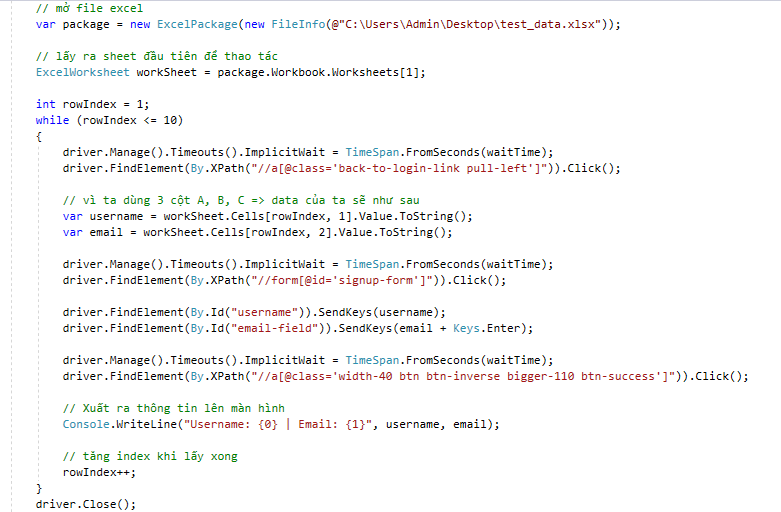 // mở file excel
var package = new ExcelPackage(new FileInfo(@"C:\Users\Admin\Desktop\test_data.xlsx"));
// lấy ra sheet đầu tiên để thao tác
ExcelWorksheet workSheet = package.Workbook.Worksheets[1];
int rowIndex = 1;
while (rowIndex <= 10)
{
driver.Manage().Timeouts().ImplicitWait = TimeSpan.FromSeconds(waitTime);
driver.FindElement(By.XPath("//a[@class='back-to-login-link pull-left']")).Click();
// vì ta dùng 3 cột A, B, C => data của ta sẽ như sau
var username = workSheet.Cells[rowIndex, 1].Value.ToString();
var email = workSheet.Cells[rowIndex, 2].Value.ToString();
driver.Manage().Timeouts().ImplicitWait = TimeSpan.FromSeconds(waitTime);
driver.FindElement(By.XPath("//form[@id='signup-form']")).Click();
driver.FindElement(By.Id("username")).SendKeys(username);
driver.FindElement(By.Id("email-field")).SendKeys(email + Keys.Enter);
driver.Manage().Timeouts().ImplicitWait = TimeSpan.FromSeconds(waitTime);
driver.FindElement(By.XPath("//a[@class='width-40 btn btn-inverse bigger-110 btn-success']")).Click();
// Xuất ra thông tin lên màn hình
Console.WriteLine("Username: {0} | Email: {1}", username, email);
// tăng index khi lấy xong
rowIndex++;
}
driver.Close();